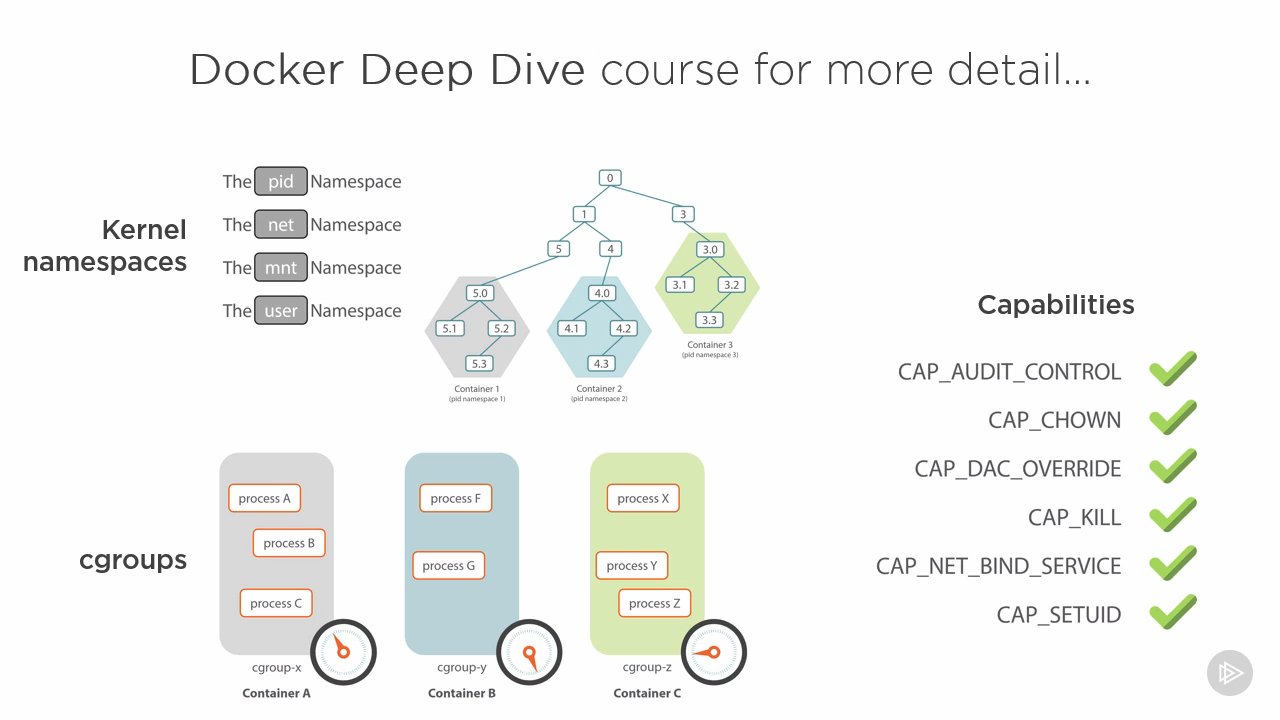 Docker Deep Dive course for more detail...
Kernel
namespaces
The pid Namespace
The net Namespace
The mnt Namespace
The user Namespace
0
1
3
5
4
3.0
3.1
3.2
3.3
Container 3
(pid namespace 3)
5.0
5.1
5.2
5.3
Container 1
(pid namespace 1)
4.0
4.1
4.2
4.3
Container 2
(pid namespace 2)
cgroups
process A
process B
process C
cgroup-x
Container A
process F
process G
cgroup-y
Container B
process X
process Y
process Z
cgroup-z
Container C
Capabilities
CAP_AUDIT_CONTROL
CAP_CHOWN
CAP_DAC_OVERRIDE
CAP_KILL
CAP_NET_BIND_SERVICE
CAP_SETUID